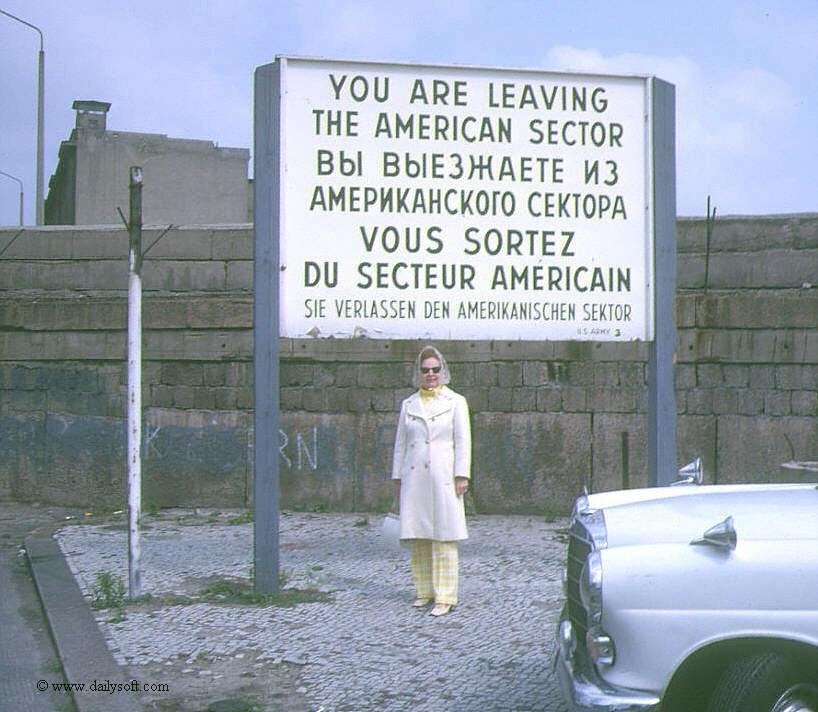 YOU ARE LEAVING
THE AMERICAN SECTOR
ВЫ ВЫЕЗЖАЕТЕ ИЗ
АМЕРИКАНСКОГО СЕКТОРА
VOUS SORTEZ
DU SECTEUR AMÉRICAIN
SIE VERLASSEN DEN AMERIKANISCHEN SEKTOR
U.S. ARMY 3
© www.dailysoft.com